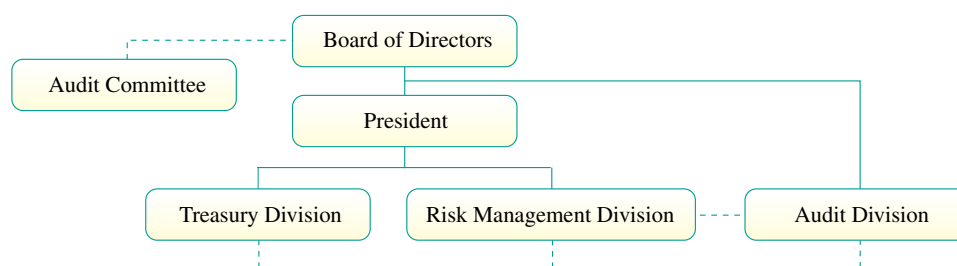 Board of Directors
Audit Committee
President
Treasury Division
Risk Management Division
Audit Division